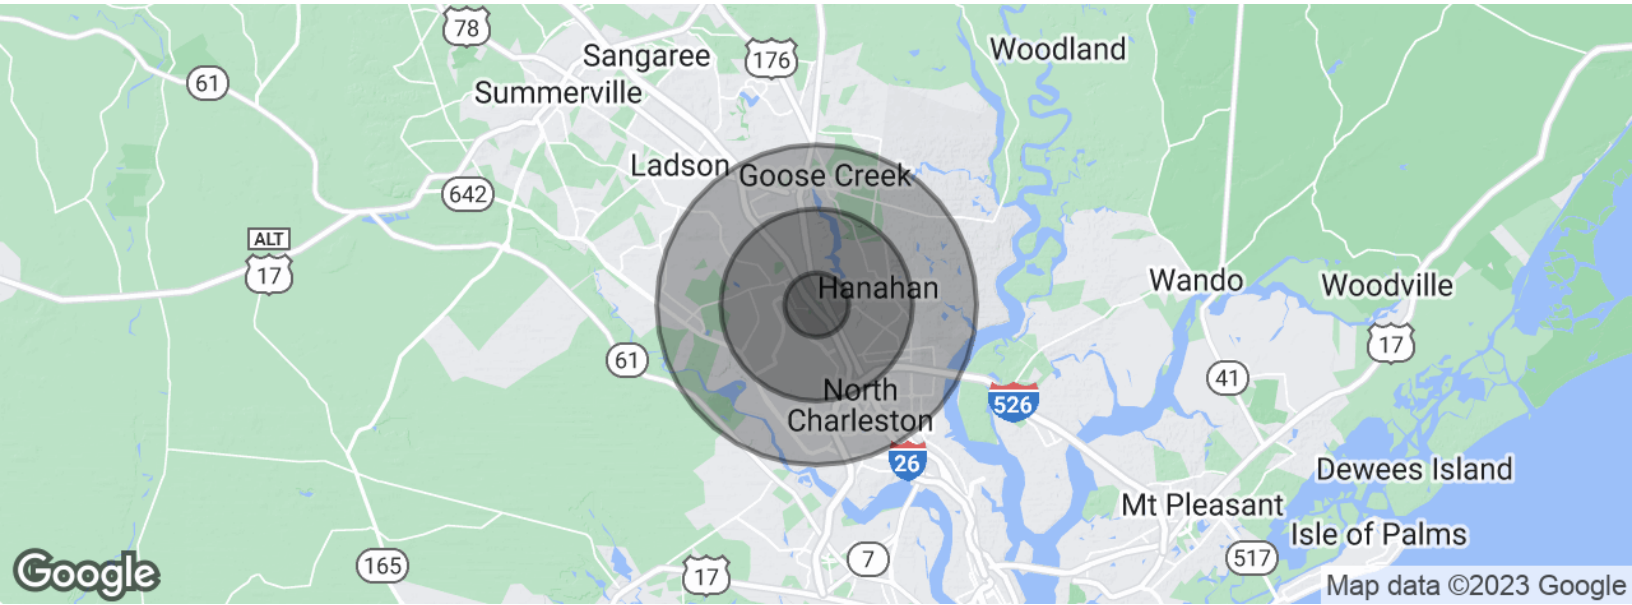 78
Sangaree
176
Woodland
61
Summerville
Ladson
Goose Creek
642
ALT
17
Hanahan
Wando
Woodville
17
61
41
North
Charleston
526
26
Dewees Island
Mt Pleasant
Isle of Palms
165
17
7
517
Google
Map data ©2023 Google